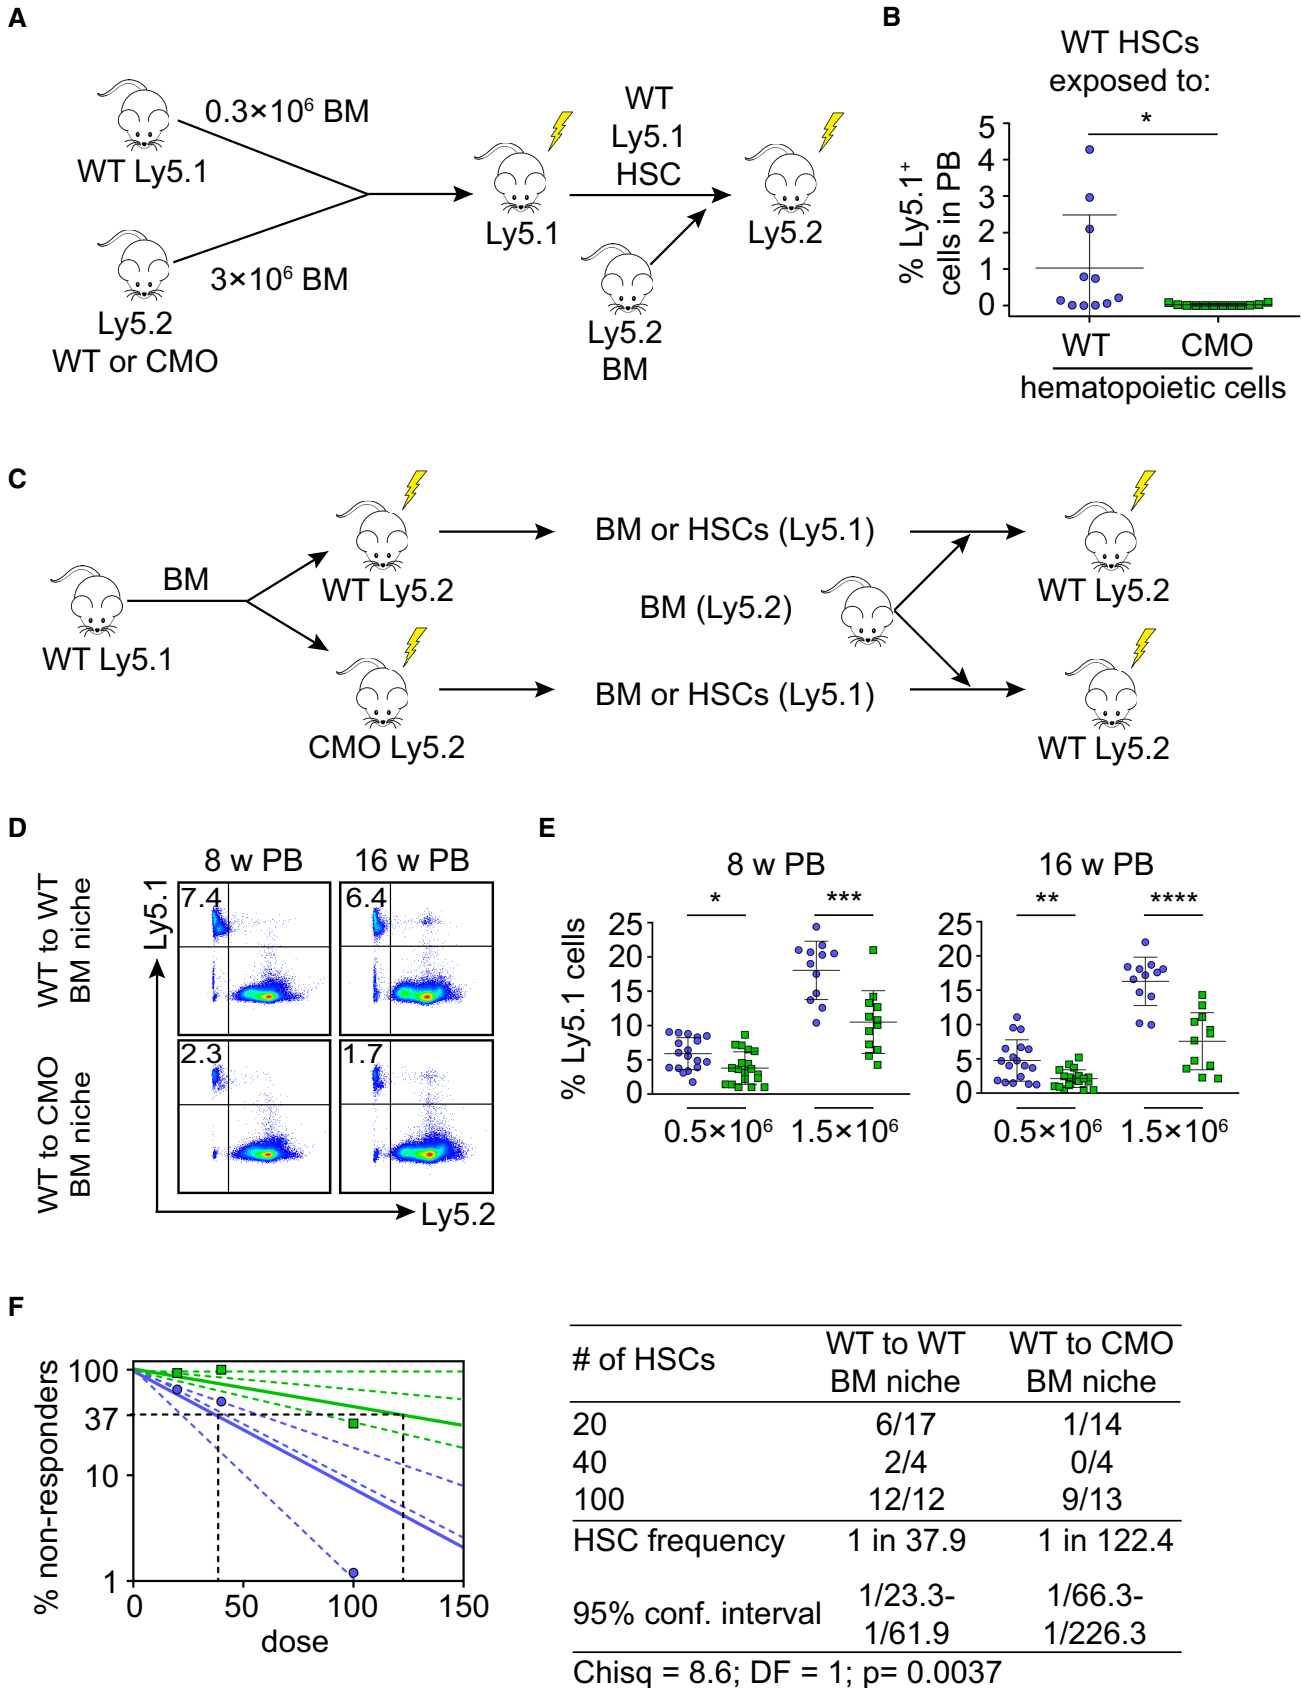 A
WT Ly5.1
0.3×10⁶ BM
Ly5.2
WT or CMO
3×10⁶ BM
Ly5.1
WT
Ly5.1
HSC
Ly5.2
BM
Ly5.2
B
WT HSCs
exposed to:
*
% Ly5.1⁺
cells in PB
5
4
3
2
1
0
WT
CMO
hematopoietic cells
C
WT Ly5.1
BM
WT Ly5.2
CMO Ly5.2
BM or HSCs (Ly5.1)
BM (Ly5.2)
BM or HSCs (Ly5.1)
WT Ly5.2
WT Ly5.2
D
8 w PB
16 w PB
WT to WT
BM niche
WT to CMO
BM niche
Ly5.1
7.4
6.4
2.3
1.7
Ly5.2
E
8 w PB
16 w PB
% Ly5.1 cells
*
***
25
20
15
10
5
0
0.5×10⁶
1.5×10⁶
**
****
25
20
15
10
5
0
0.5×10⁶
1.5×10⁶
F
% non-responders
100
37
10
1
0
50
100
150
dose
# of HSCs WT to WT BM niche WT to CMO BM niche
20 6/17 1/14
40 2/4 0/4
100 12/12 9/13
HSC frequency 1 in 37.9 1 in 122.4
95% conf. interval 1/23.3-1/61.9 1/66.3-1/226.3
Chisq = 8.6; DF = 1; p= 0.0037